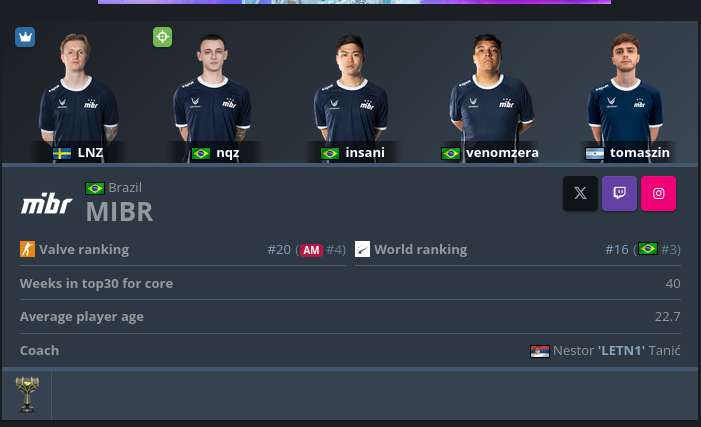 LNZ nqz insani venomzera tomaszin
mibr Brazil
MIBR
Valve ranking #20 (AM #4) World ranking #16 (#3)
Weeks in top30 for core 40
Average player age 22.7
Coach Nestor 'LETN1' Tanić